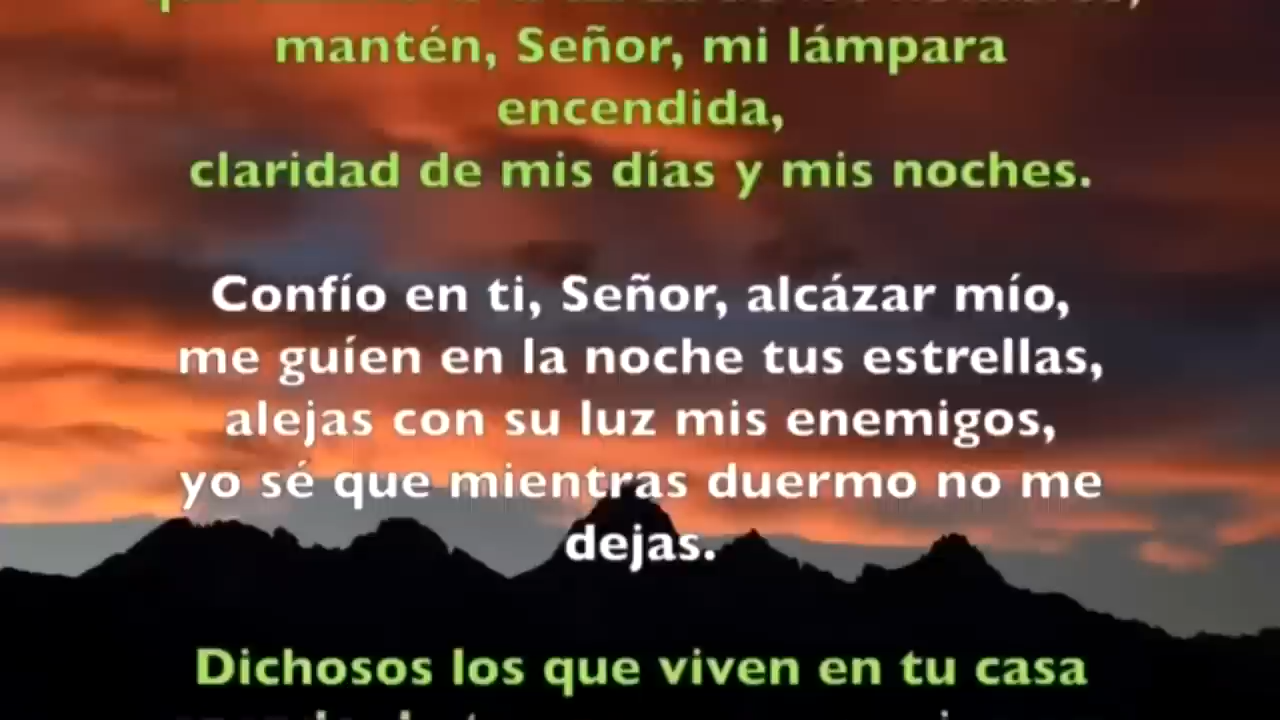 mantén, Señor, mi lámpara
encendida,
claridad de mis días y mis noches.
Confío en ti, Señor, alcázar mío,
me guíen en la noche tus estrellas,
alejas con su luz mis enemigos,
yo sé que mientras duermo no me
dejas.
Dichosos los que viven en tu casa